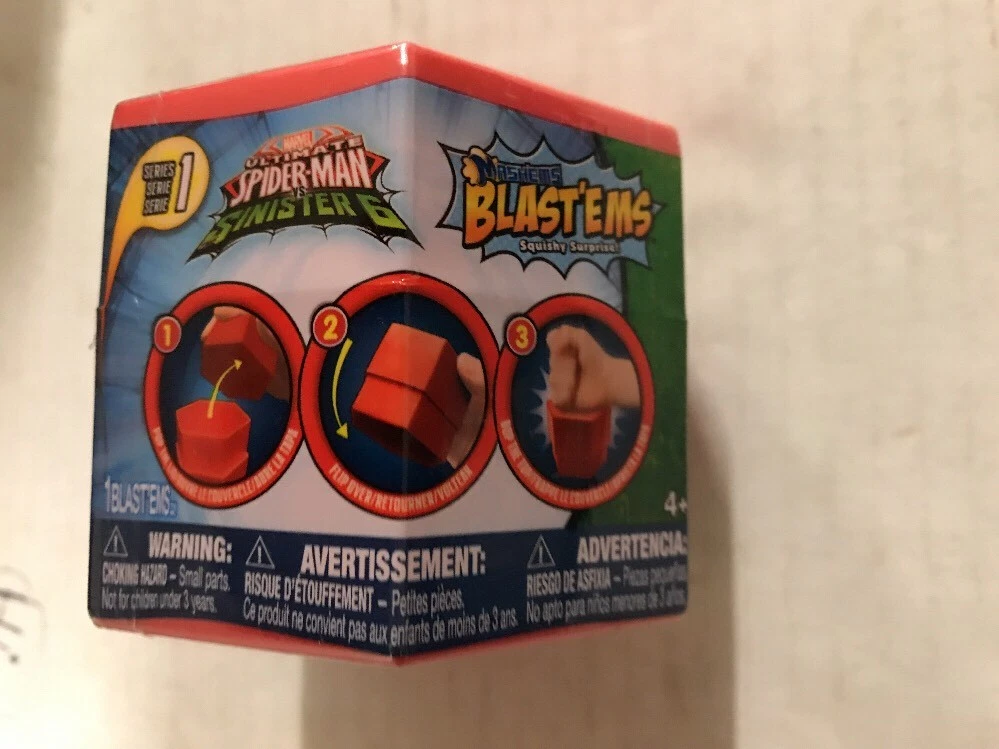 SERIES
SERIE
SERIE
1
MARVEL
ULTIMATE
SPIDER-MAN
VS
SINISTER 6
MASHEMS
BLAST'EMS
Squishy Surprise!
1
2
3
FLIP OVER/RETOURNER/VOLTEAR
1 BLAST'EMS
4+
WARNING:
CHOKING HAZARD – Small parts.
Not for children under 3 years.
AVERTISSEMENT:
RISQUE D'ÉTOUFFEMENT – Petites pièces.
Ce produit ne convient pas aux enfants de moins de 3 ans.
ADVERTENCIA:
RIESGO DE ASFIXIA – Piezas pequeñas
No apto para niños menores de 3 años